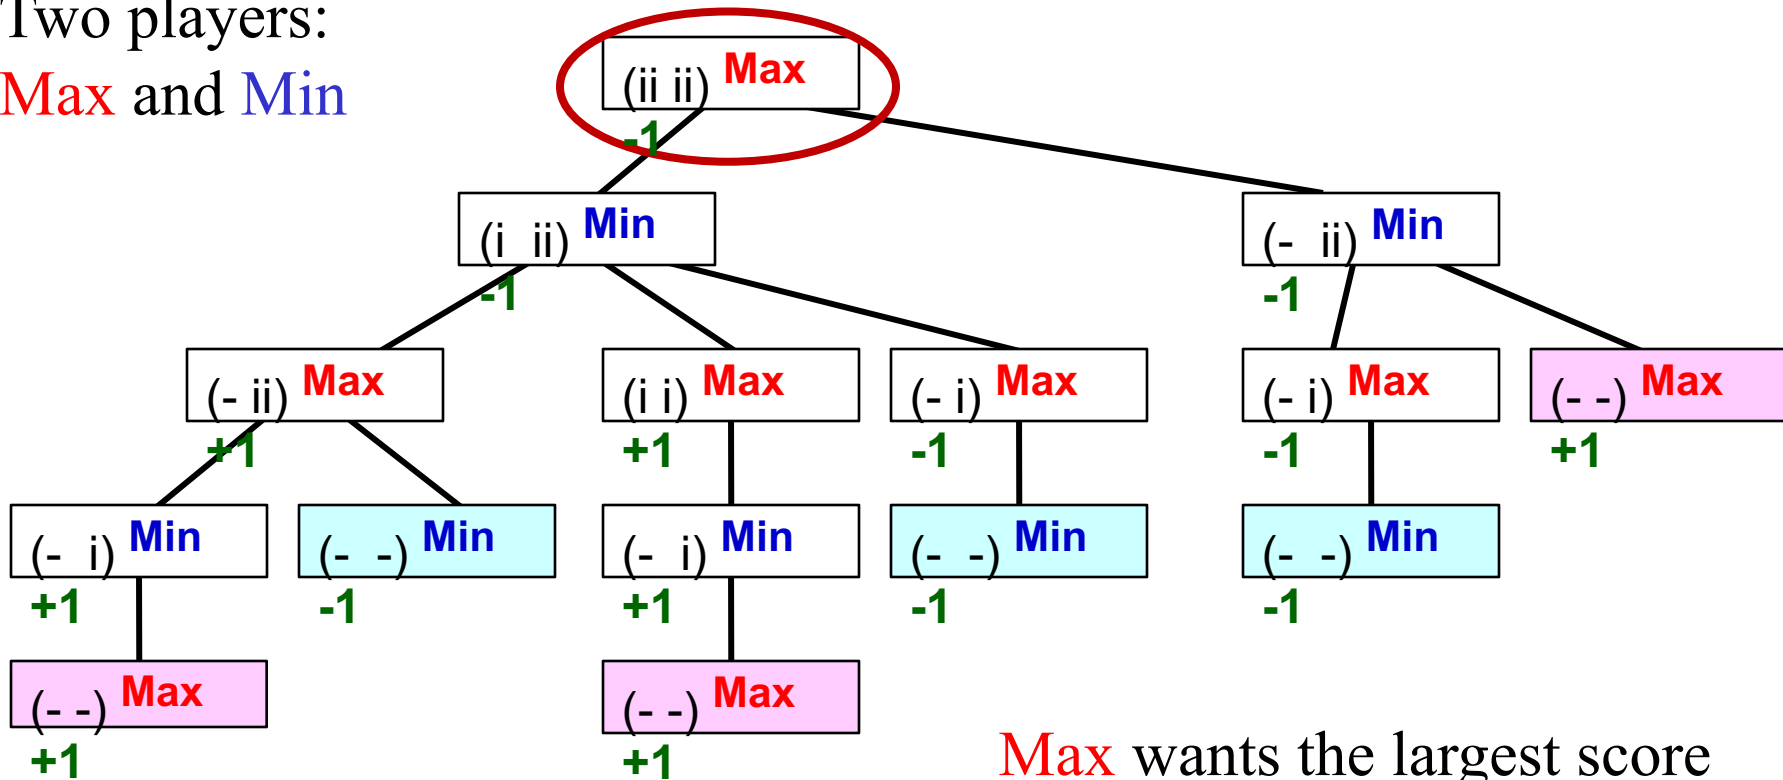 Two players:
Max and Min
(ii ii) Max
-1
(i ii) Min
-1
(- ii) Min
-1
(- ii) Max
+1
(i i) Max
+1
(- i) Max
-1
(- i) Max
-1
(- -) Max
+1
(- i) Min
+1
(- -) Min
-1
(- i) Min
+1
(- -) Min
-1
(- -) Min
-1
(- -) Max
+1
(- -) Max
+1
Max wants the largest score